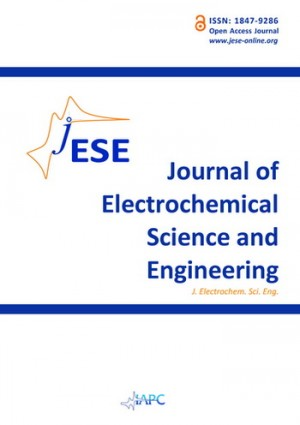 ISSN: 1847-9286
Open Access Journal
www.jese-online.org
jESE
Journal of
Electrochemical
Science and
Engineering
J. Electrochem. Sci. Eng.
IAPC